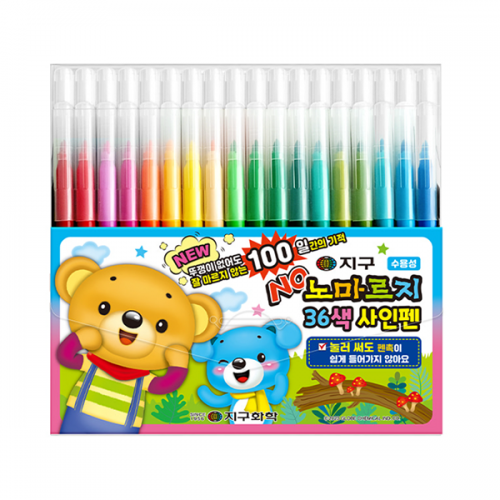 NEW
뚜껑이 없어도 100일간의 기적
잘 마르지 않는
지구 수용성
NO 노마르지
36색 사인펜
눌러 써도 펜촉이
쉽게 들어가지 않아요
SINCE 지구화학